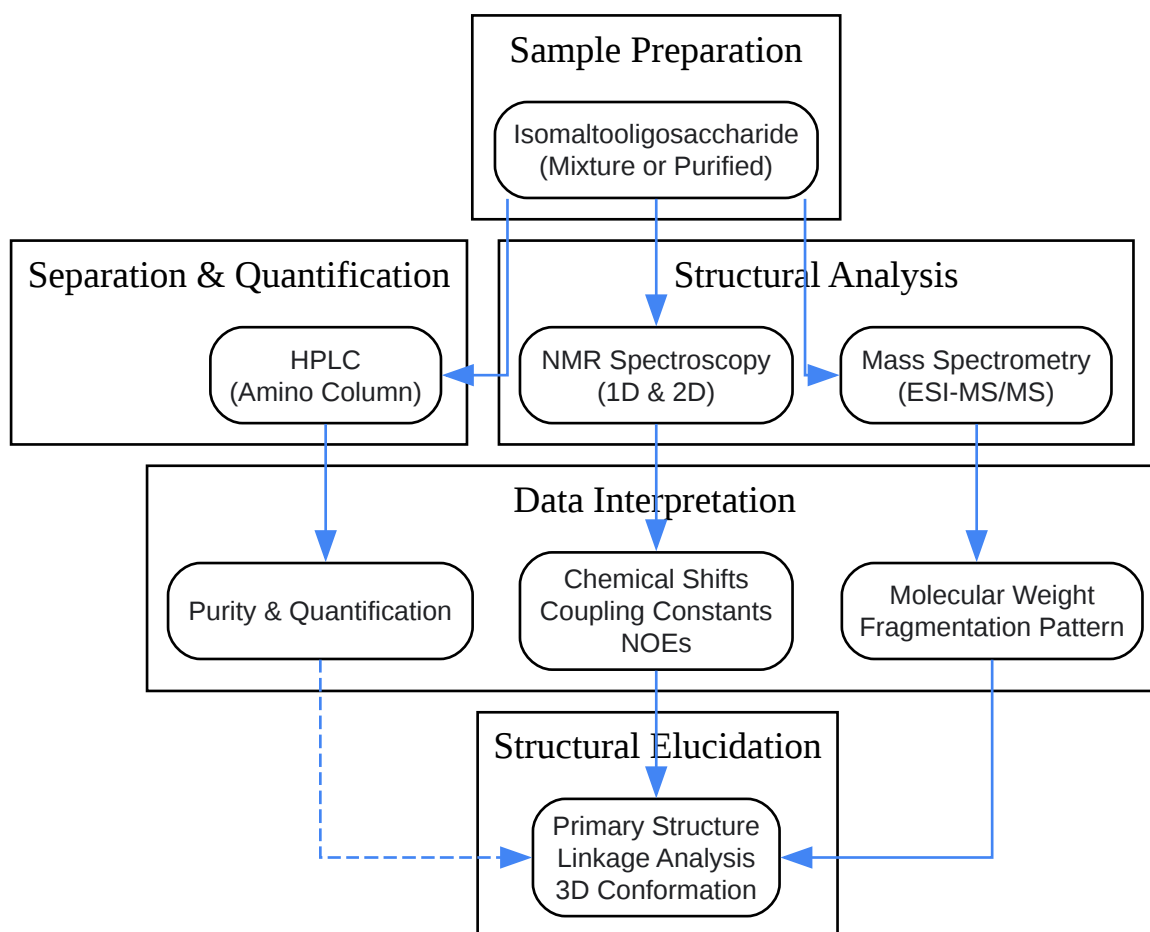 Sample Preparation
Isomaltooligosaccharide
(Mixture or Purified)
Separation & Quantification
Structural Analysis
HPLC
(Amino Column)
NMR Spectroscopy
(1D & 2D)
Mass Spectrometry
(ESI-MS/MS)
Data Interpretation
Purity & Quantification
Chemical Shifts
Coupling Constants
NOEs
Molecular Weight
Fragmentation Pattern
Structural Elucidation
Primary Structure
Linkage Analysis
3D Conformation